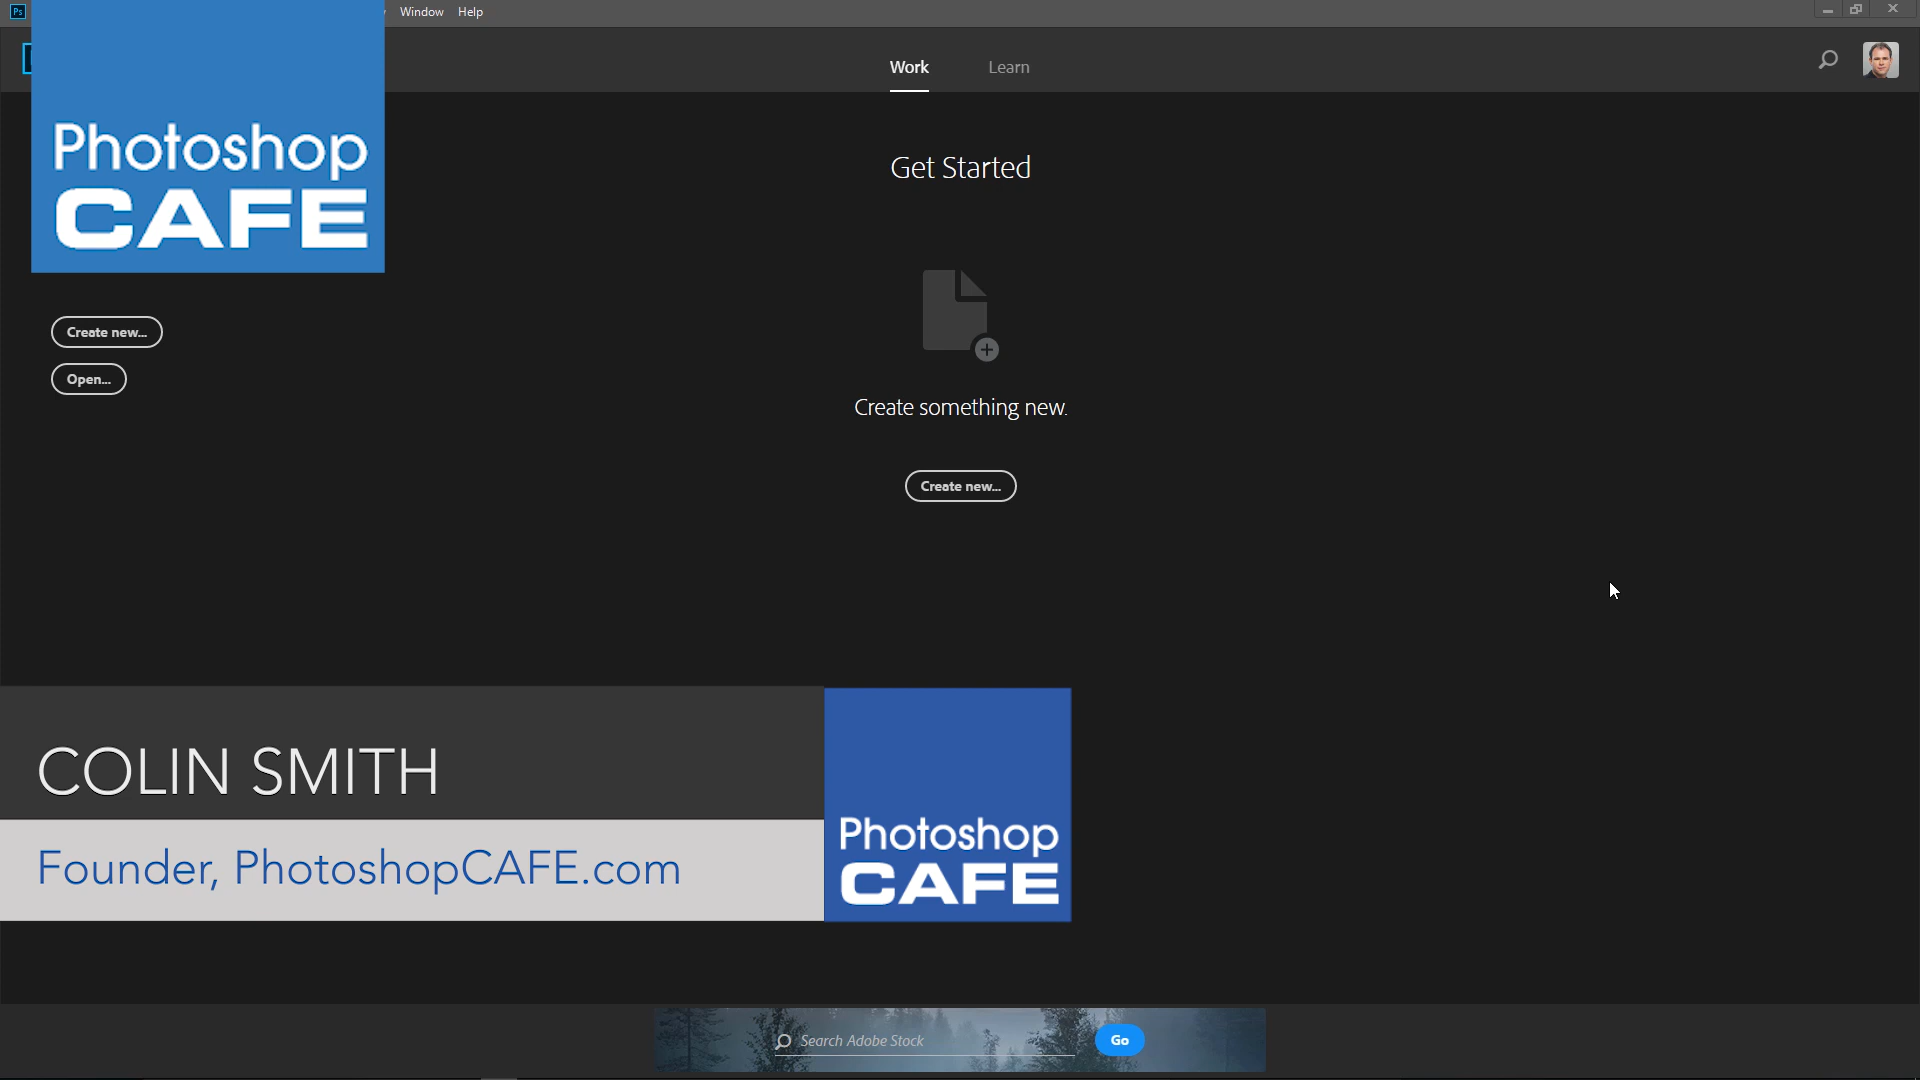 Ps
Window Help
Work Learn
Photoshop
CAFE
Get Started
Create new...
Open...
Create something new.
Create new...
COLIN SMITH
Founder, PhotoshopCAFE.com
Photoshop
CAFE
Search Adobe Stock
Go